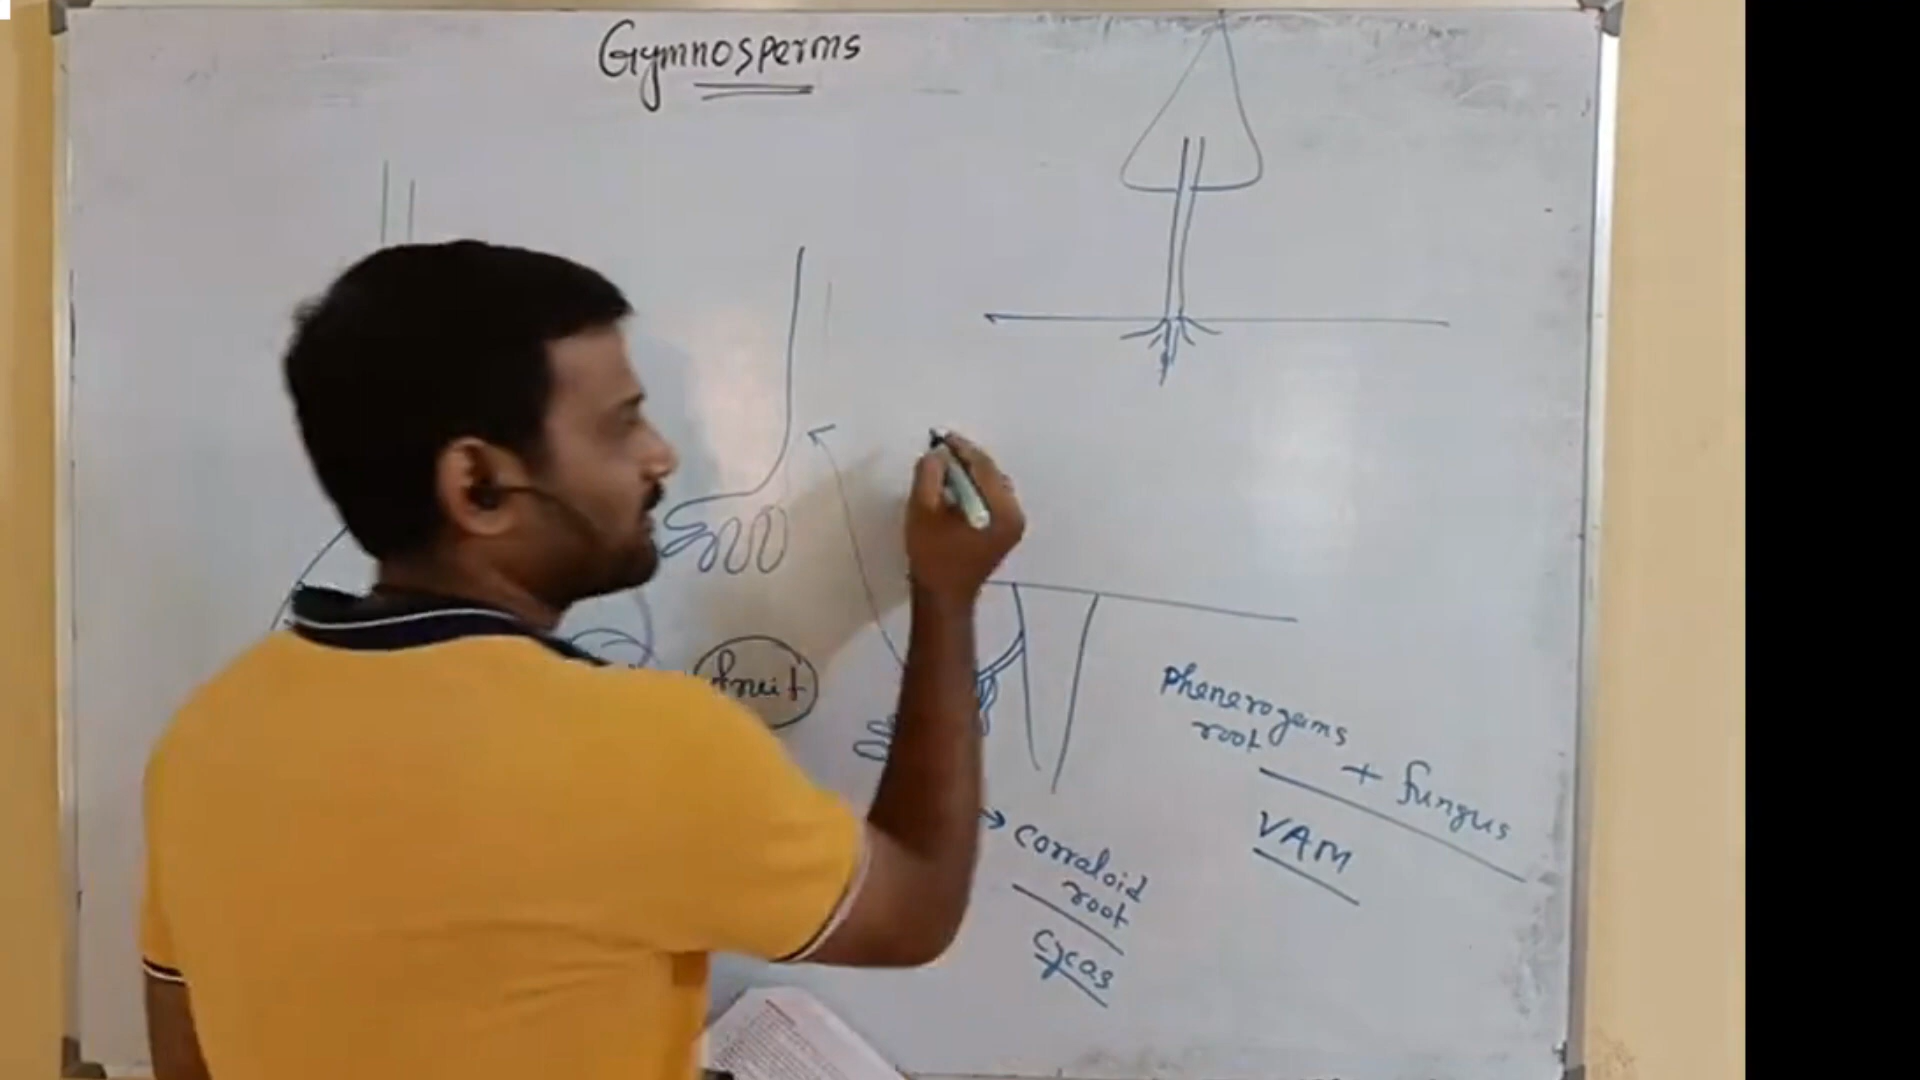 Gymnosperms
fruit
phenerogams
root
+ fungus
VAM
→ corraloid
root
cycas